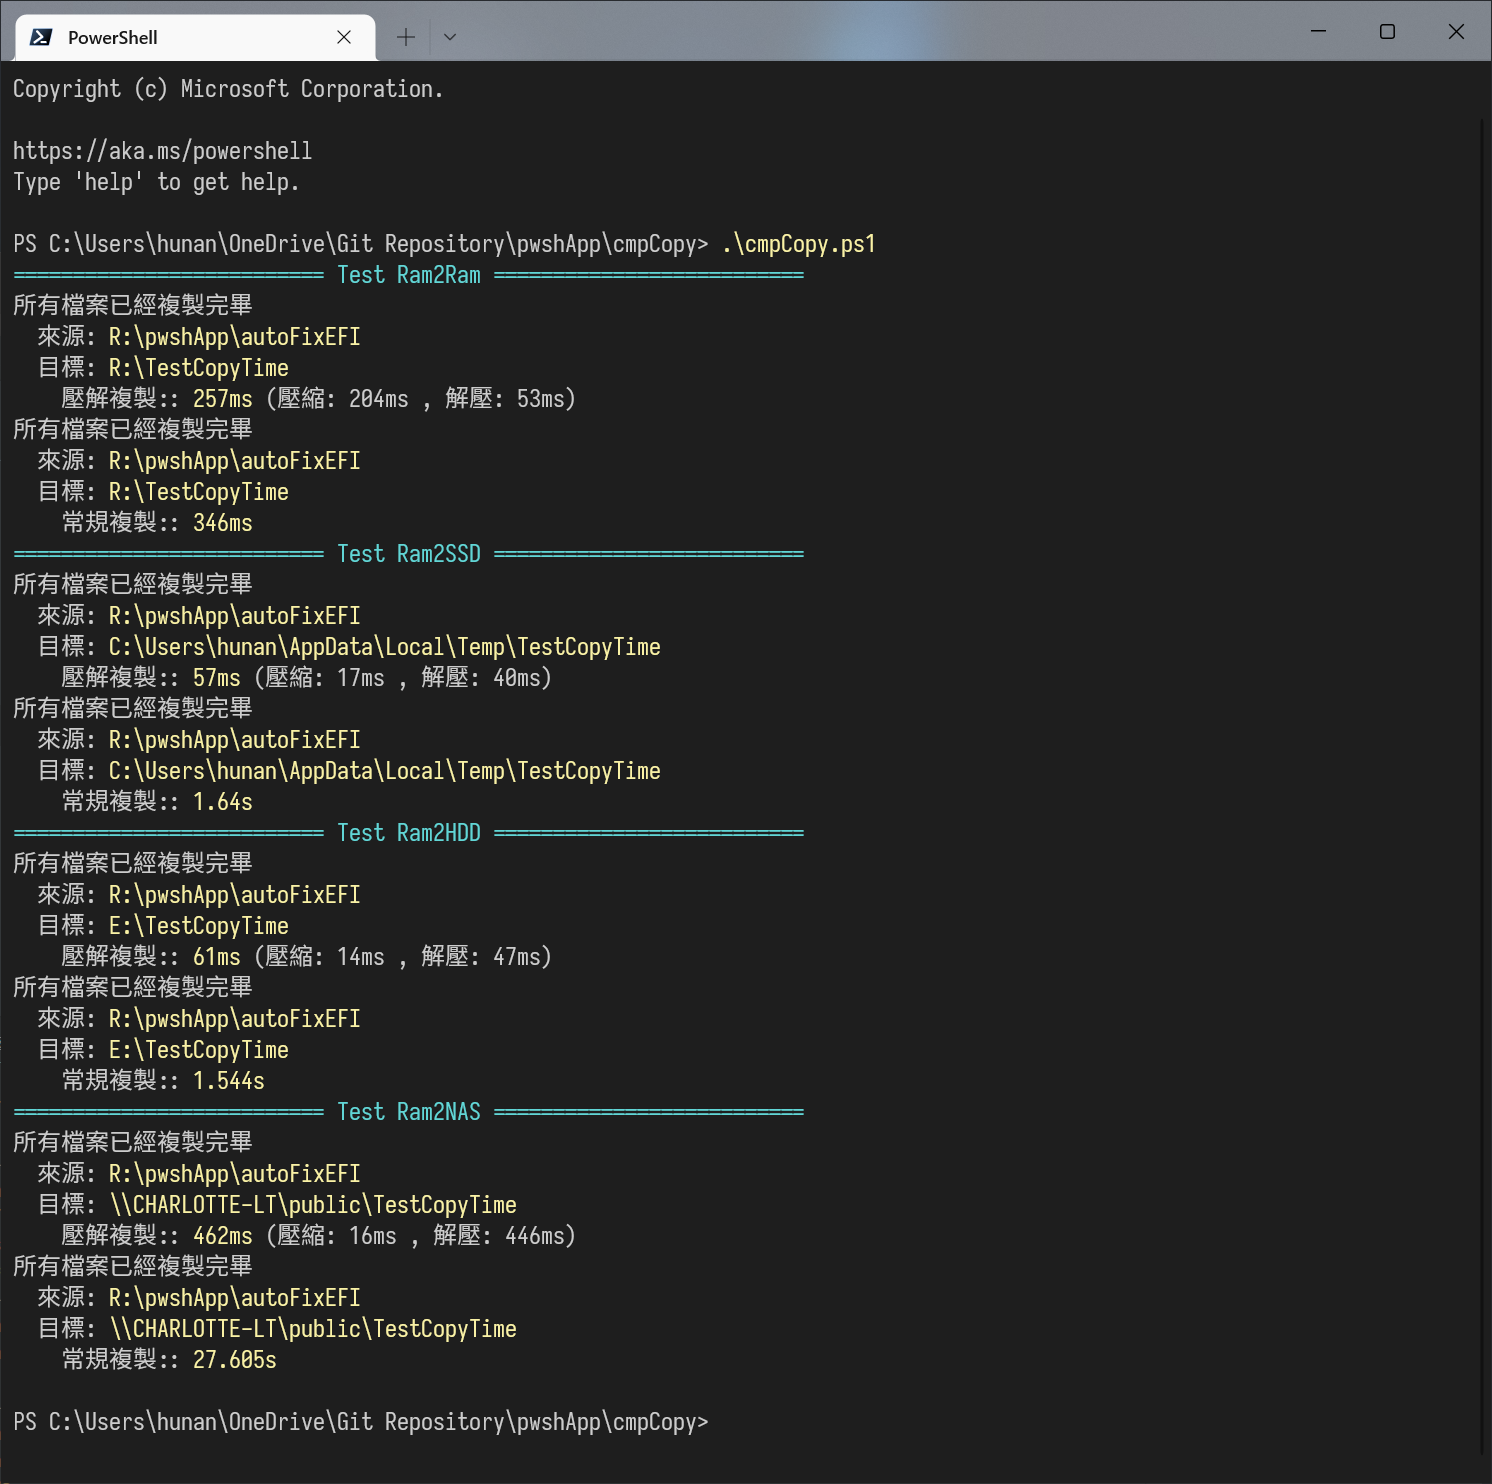 PowerShell
Copyright (c) Microsoft Corporation.
https://aka.ms/powershell
Type 'help' to get help.
PS C:\Users\hunan\OneDrive\Git Repository\pwshApp\cmpCopy> .\cmpCopy.ps1
========================== Test Ram2Ram ==========================
所有檔案已經複製完畢
來源: R:\pwshApp\autoFixEFI
目標: R:\TestCopyTime
壓解複製:: 257ms (壓縮: 204ms , 解壓: 53ms)
所有檔案已經複製完畢
來源: R:\pwshApp\autoFixEFI
目標: R:\TestCopyTime
常規複製:: 346ms
========================== Test Ram2SSD ==========================
所有檔案已經複製完畢
來源: R:\pwshApp\autoFixEFI
目標: C:\Users\hunan\AppData\Local\Temp\TestCopyTime
壓解複製:: 57ms (壓縮: 17ms , 解壓: 40ms)
所有檔案已經複製完畢
來源: R:\pwshApp\autoFixEFI
目標: C:\Users\hunan\AppData\Local\Temp\TestCopyTime
常規複製:: 1.64s
========================== Test Ram2HDD ==========================
所有檔案已經複製完畢
來源: R:\pwshApp\autoFixEFI
目標: E:\TestCopyTime
壓解複製:: 61ms (壓縮: 14ms , 解壓: 47ms)
所有檔案已經複製完畢
來源: R:\pwshApp\autoFixEFI
目標: E:\TestCopyTime
常規複製:: 1.544s
========================== Test Ram2NAS ==========================
所有檔案已經複製完畢
來源: R:\pwshApp\autoFixEFI
目標: \\CHARLOTTE-LT\public\TestCopyTime
壓解複製:: 462ms (壓縮: 16ms , 解壓: 446ms)
所有檔案已經複製完畢
來源: R:\pwshApp\autoFixEFI
目標: \\CHARLOTTE-LT\public\TestCopyTime
常規複製:: 27.605s
PS C:\Users\hunan\OneDrive\Git Repository\pwshApp\cmpCopy>